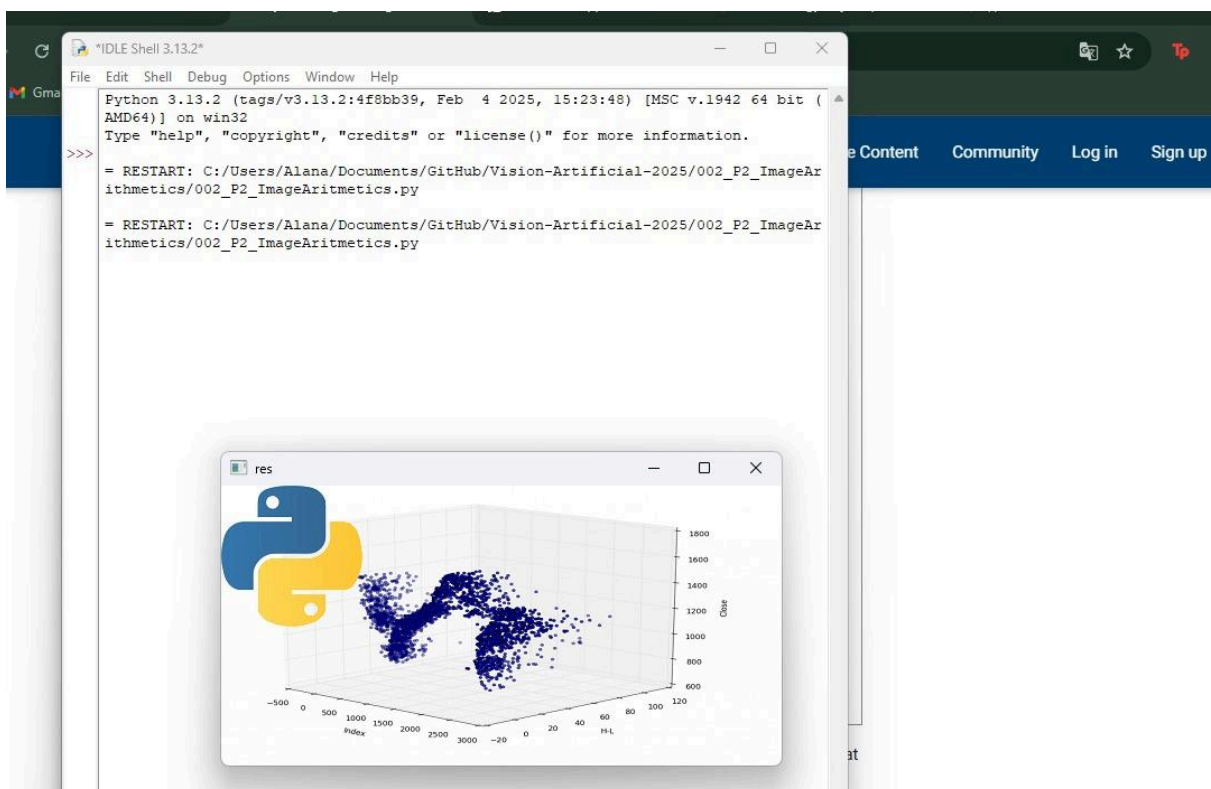 *IDLE Shell 3.13.2*
File Edit Shell Debug Options Window Help
Gma
Python 3.13.2 (tags/v3.13.2:4f8bb39, Feb  4 2025, 15:23:48) [MSC v.1942 64 bit (
AMD64)] on win32
Type "help", "copyright", "credits" or "license()" for more information.
>>>
= RESTART: C:/Users/Alana/Documents/GitHub/Vision-Artificial-2025/002_P2_ImageAr
ithmetics/002_P2_ImageAritmetics.py
= RESTART: C:/Users/Alana/Documents/GitHub/Vision-Artificial-2025/002_P2_ImageAr
ithmetics/002_P2_ImageAritmetics.py
e Content Community Log in Sign up
Tp
res
1800
1600
1400
1200
1000
800
600
Close
−500 0 500 1000 1500 2000 2500 3000
Index
−20 0 20 40 60 80 100 120
H-L
at